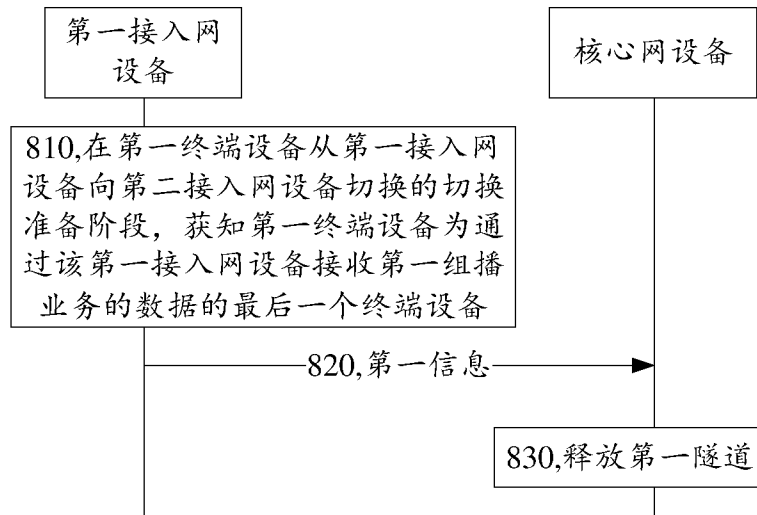 第一接入网
设备
核心网设备
810,在第一终端设备从第一接入网
设备向第二接入网设备切换的切换
准备阶段，获知第一终端设备为通
过该第一接入网设备接收第一组播
业务的数据的最后一个终端设备
820,第一信息
830,释放第一隧道